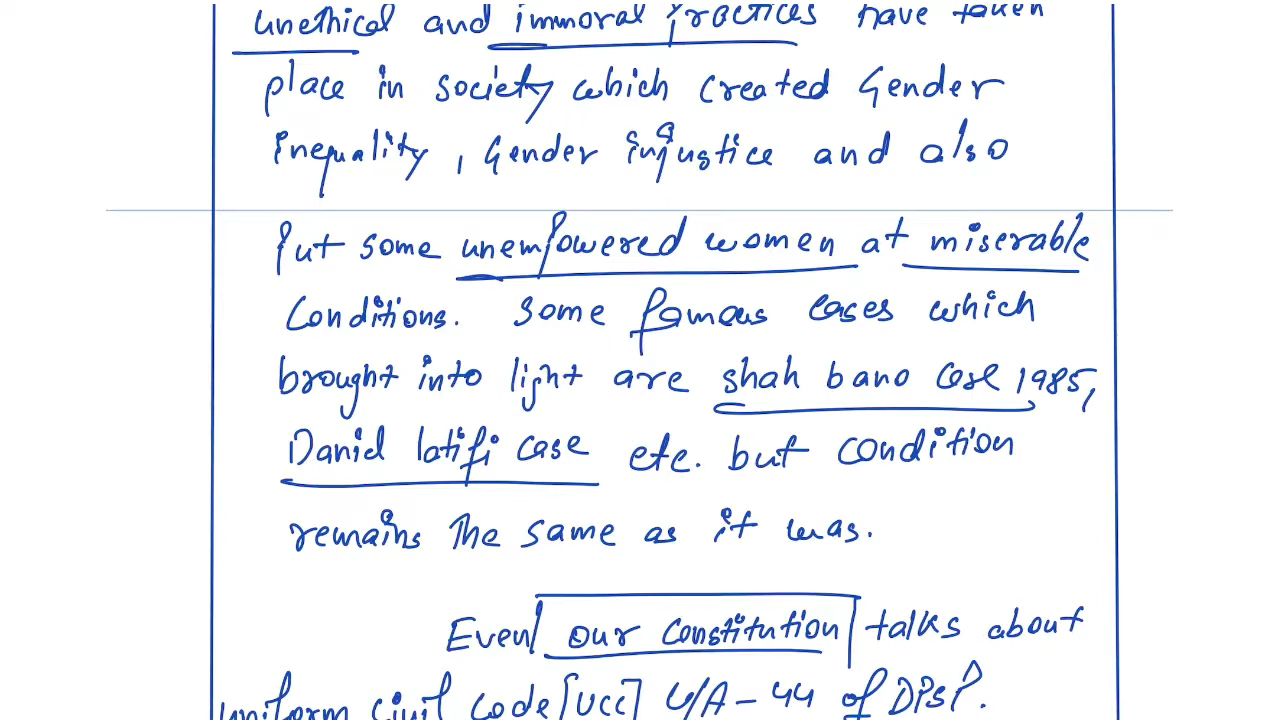 unethical and immoral practices have taken
place in society which created Gender
inequality, Gender injustice and also
Put some unempowered women at miserable
Conditions. Some famous cases which
brought into light are shah bano case 1985,
Daniel latifi case etc. but condition
remains the same as it was.
Even our constitution talks about
uniform civil code [UCC] U/A-44 of DPSP.